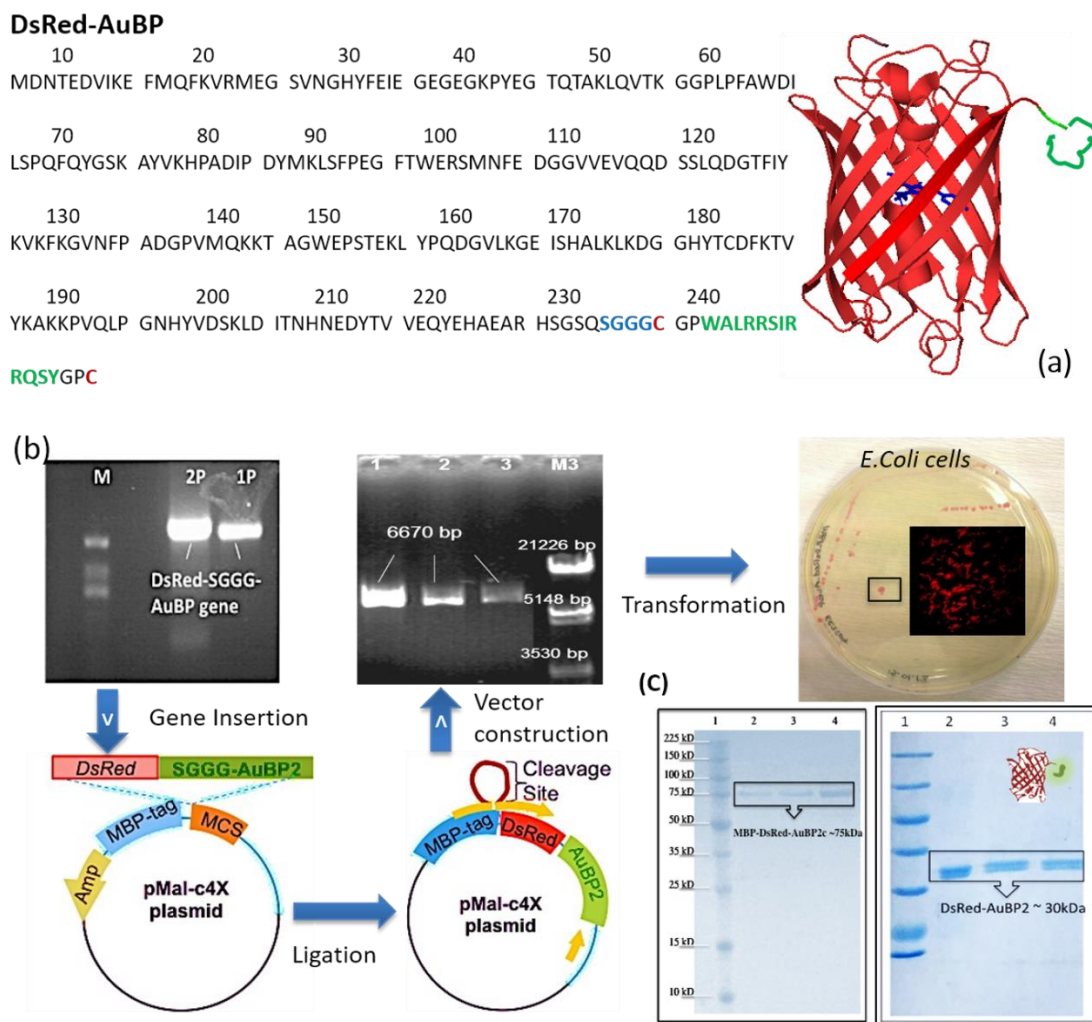 DsRed-AuBP
10 20 30 40 50 60
MDNTEDVIKE FMQFKVRMEG SVNGHYFEIE GEGEGKPYEG TQTAKLQVTK GGPLPFAWDI
70 80 90 100 110 120
LSPQFQYGSK AYVKHPADIP DYMKLSFPEG FTWERSMNFE DGGVVEVQQD SSLQDGTFIY
130 140 150 160 170 180
KVKFKGVNFP ADGPVMQKKT AGWEPSTEKL YPQDGVLKGE ISHALKLKDG GHYTCDFKTV
190 200 210 220 230 240
YKAKKPVQLP GNHYVDSKLD ITNHNEDYTV VEQYEHAEAR HSGSQSGGGC GPWALRRSIR
RQSYGPC
(a)
(b)
M 2P 1P
DsRed-SGGG-
AuBP gene
1 2 3 M3
6670 bp
21226 bp
5148 bp
3530 bp
Transformation
E.Coli cells
V
Gene Insertion
Λ
Vector
construction
DsRed SGGG-AuBP2
MBP-tag
MCS
Amp
pMal-c4X
plasmid
Ligation
Cleavage
Site
MBP-tag
DsRed
AuBP2
pMal-c4X
plasmid
(C)
1 2 3 4
225 kD
150 kD
100 kD
75 kD
50 kD
35 kD
25 kD
15 kD
10 kD
MBP-DsRed-AuBP2c ~75kDa
1 2 3 4
DsRed-AuBP2 ~ 30kDa